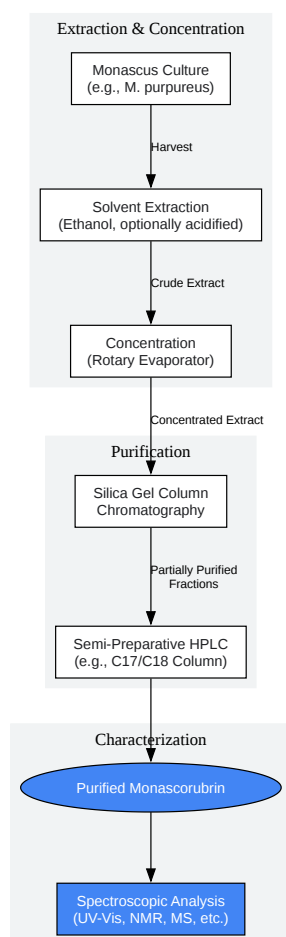 Extraction & Concentration
Monascus Culture
(e.g., M. purpureus)
Harvest
Solvent Extraction
(Ethanol, optionally acidified)
Crude Extract
Concentration
(Rotary Evaporator)
Concentrated Extract
Purification
Silica Gel Column
Chromatography
Partially Purified
Fractions
Semi-Preparative HPLC
(e.g., C17/C18 Column)
Characterization
Purified Monascorubrin
Spectroscopic Analysis
(UV-Vis, NMR, MS, etc.)